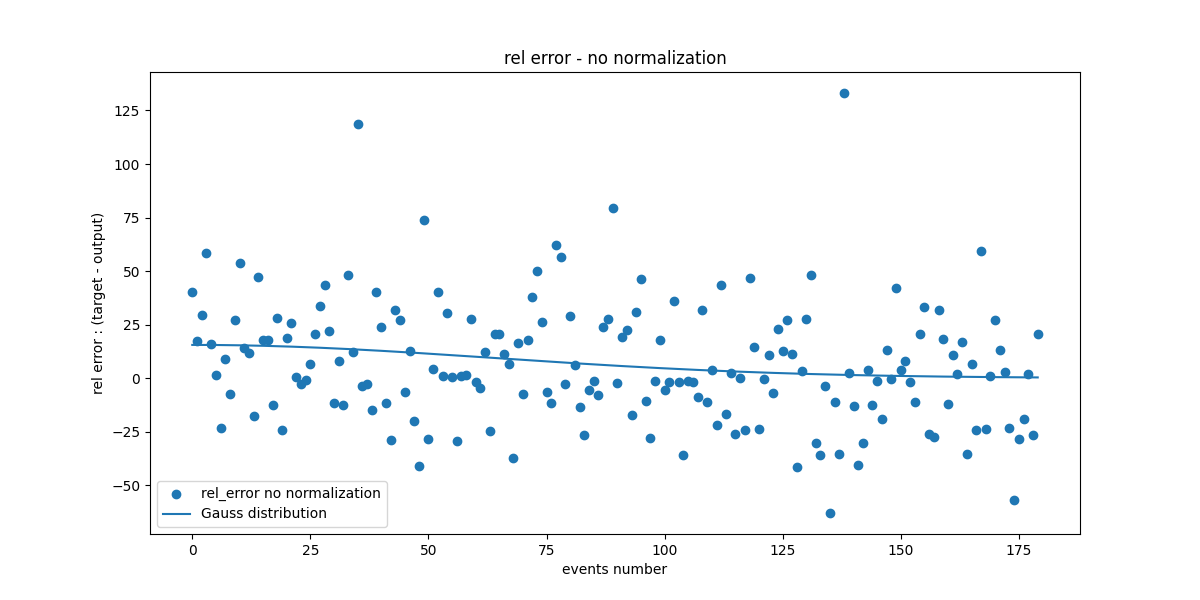 rel error - no normalization
rel error : (target - output)
125
100
75
50
25
0
−25
−50
rel_error no normalization
Gauss distribution
0 25 50 75 100 125 150 175
events number